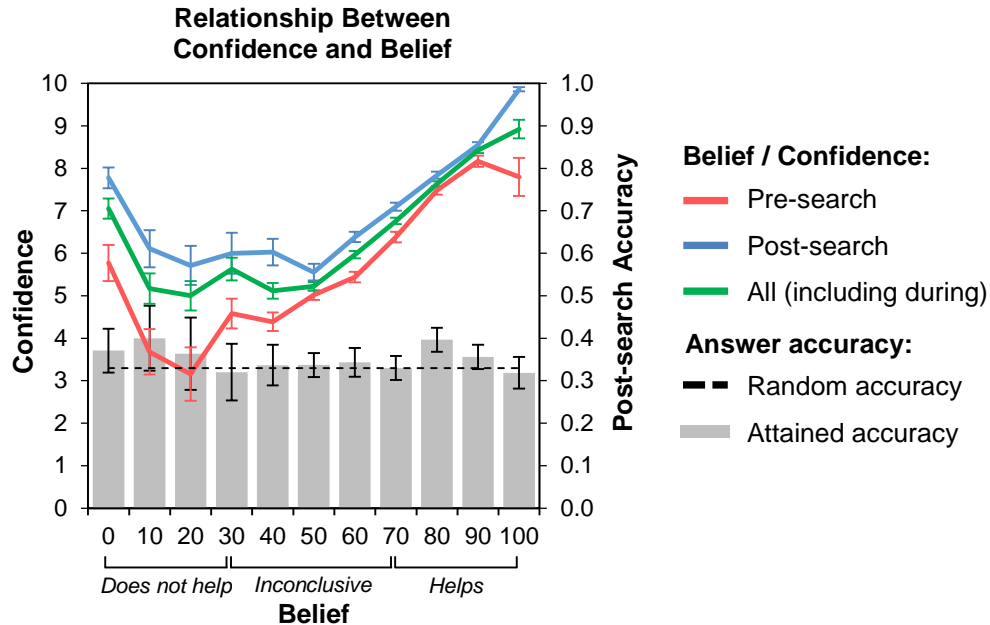 Relationship Between
Confidence and Belief
Confidence
10
9
8
7
6
5
4
3
2
1
0
1.0
0.9
0.8
0.7
0.6
0.5
0.4
0.3
0.2
0.1
0.0
Post-search Accuracy
0 10 20 30 40 50 60 70 80 90 100
Does not help Inconclusive Helps
Belief
Belief / Confidence:
Pre-search
Post-search
All (including during)
Answer accuracy:
Random accuracy
Attained accuracy